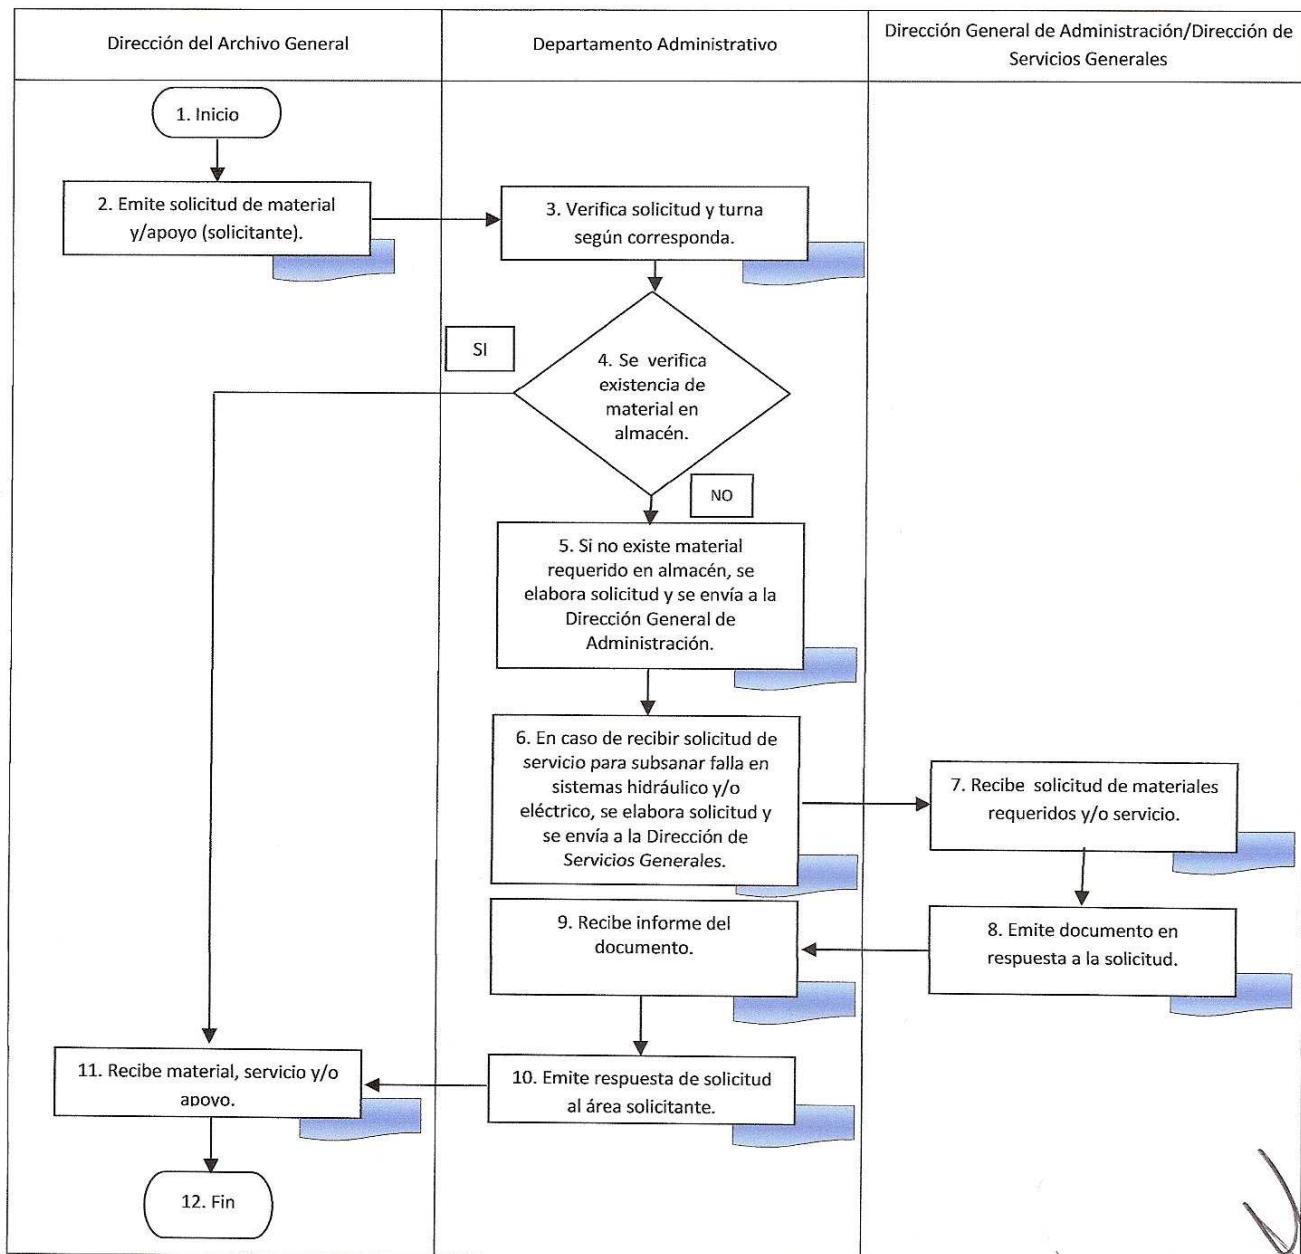 Dirección del Archivo General
Departamento Administrativo
Dirección General de Administración/Dirección de
Servicios Generales
1. Inicio
2. Emite solicitud de material
y/apoyo (solicitante).
3. Verifica solicitud y turna
según corresponda.
SI
4. Se verifica
existencia de
material en
almacén.
NO
5. Si no existe material
requerido en almacén, se
elabora solicitud y se envía a la
Dirección General de
Administración.
6. En caso de recibir solicitud de
servicio para subsanar falla en
sistemas hidráulico y/o
eléctrico, se elabora solicitud y
se envía a la Dirección de
Servicios Generales.
7. Recibe solicitud de materiales
requeridos y/o servicio.
8. Emite documento en
respuesta a la solicitud.
9. Recibe informe del
documento.
10. Emite respuesta de solicitud
al área solicitante.
11. Recibe material, servicio y/o
apoyo.
12. Fin